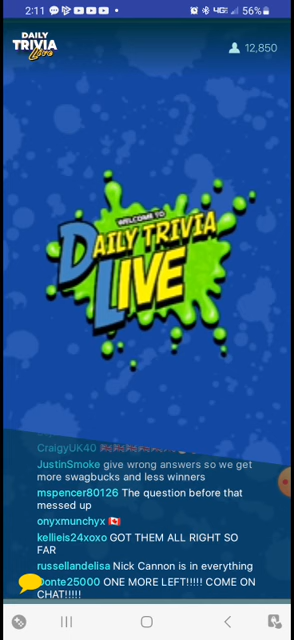 2:11 56%
DAILY
TRIVIA
Live
12,850
WELCOME TO
DAILY TRIVIA
LIVE
CraigyUK40
JustinSmoke give wrong answers so we get
more swagbucks and less winners
mspencer80126 The question before that
messed up
onyxmunchyx 🇨🇦
kellieis24xoxo GOT THEM ALL RIGHT SO
FAR
russellandelisa Nick Cannon is in everything
Donte25000 ONE MORE LEFT!!!!! COME ON
CHAT!!!!!